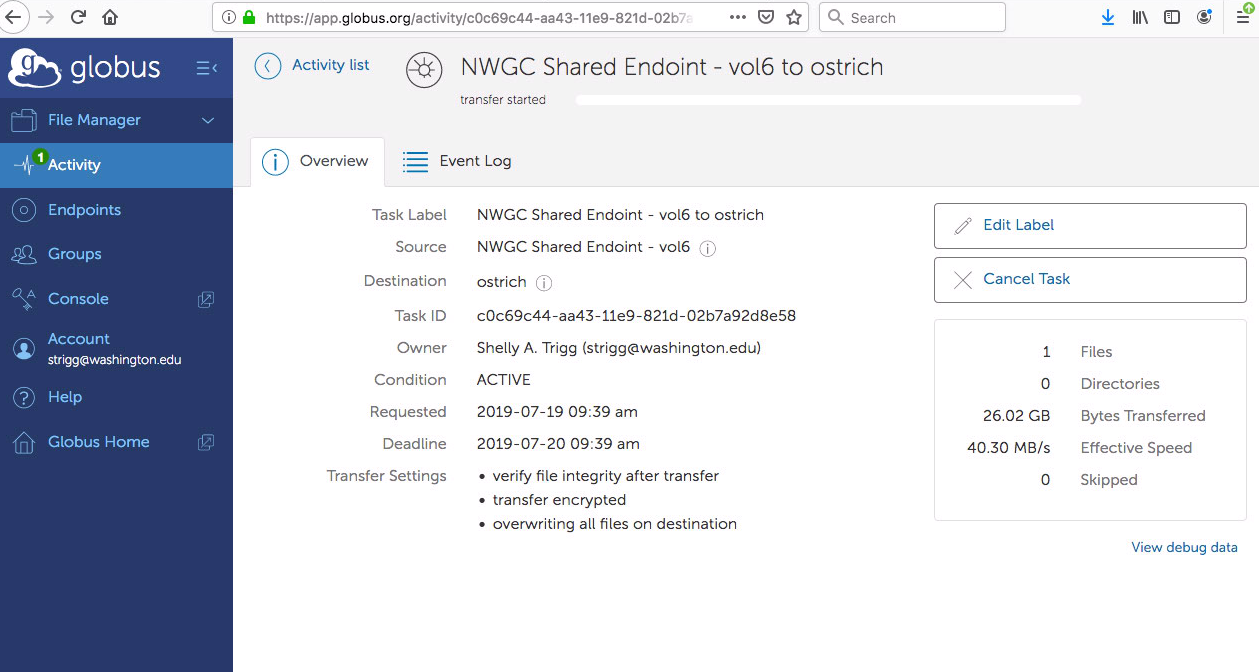 https://app.globus.org/activity/c0c69c44-aa43-11e9-821d-02b7a
Search
globus
Activity list
NWGC Shared Endoint - vol6 to ostrich
transfer started
File Manager
1
Activity
Overview
Event Log
Endpoints
Groups
Console
Account
strigg@washington.edu
Help
Globus Home
Task Label NWGC Shared Endoint - vol6 to ostrich
Source NWGC Shared Endoint - vol6
Destination ostrich
Task ID c0c69c44-aa43-11e9-821d-02b7a92d8e58
Owner Shelly A. Trigg (strigg@washington.edu)
Condition ACTIVE
Requested 2019-07-19 09:39 am
Deadline 2019-07-20 09:39 am
Transfer Settings • verify file integrity after transfer
• transfer encrypted
• overwriting all files on destination
Edit Label
Cancel Task
1 Files
0 Directories
26.02 GB Bytes Transferred
40.30 MB/s Effective Speed
0 Skipped
View debug data